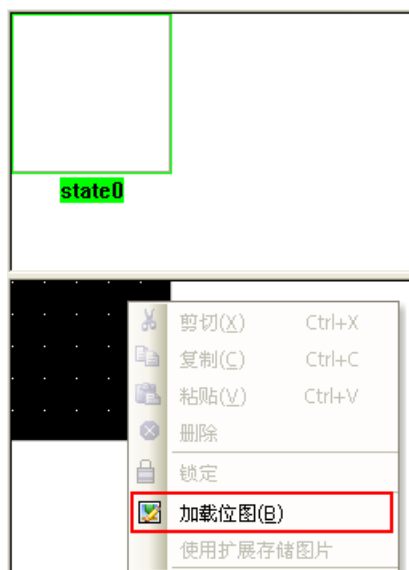 state0
剪切(X) Ctrl+X
复制(C) Ctrl+C
粘贴(V) Ctrl+V
删除
锁定
加载位图(B)
使用扩展存储图片